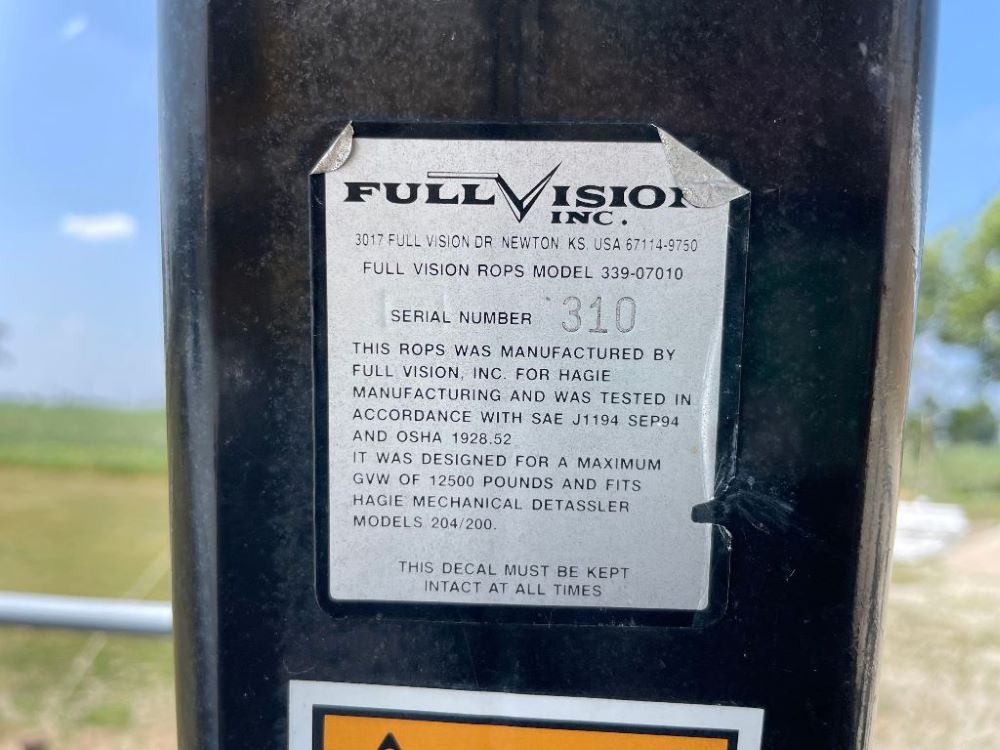 FULL VISION
INC.
3017 FULL VISION DR. NEWTON, KS, USA 67114-9750
FULL VISION ROPS MODEL 339-07010
SERIAL NUMBER 310
THIS ROPS WAS MANUFACTURED BY
FULL VISION, INC. FOR HAGIE
MANUFACTURING AND WAS TESTED IN
ACCORDANCE WITH SAE J1194 SEP94
AND OSHA 1928.52
IT WAS DESIGNED FOR A MAXIMUM
GVW OF 12500 POUNDS AND FITS
HAGIE MECHANICAL DETASSLER
MODELS 204/200.
THIS DECAL MUST BE KEPT
INTACT AT ALL TIMES